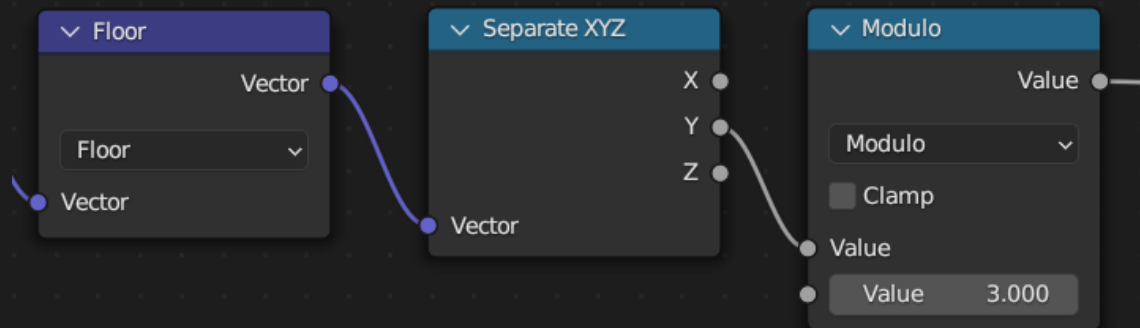 Floor
Vector
Floor
Vector
Separate XYZ
X
Y
Z
Vector
Modulo
Value
Modulo
Clamp
Value
Value 3.000